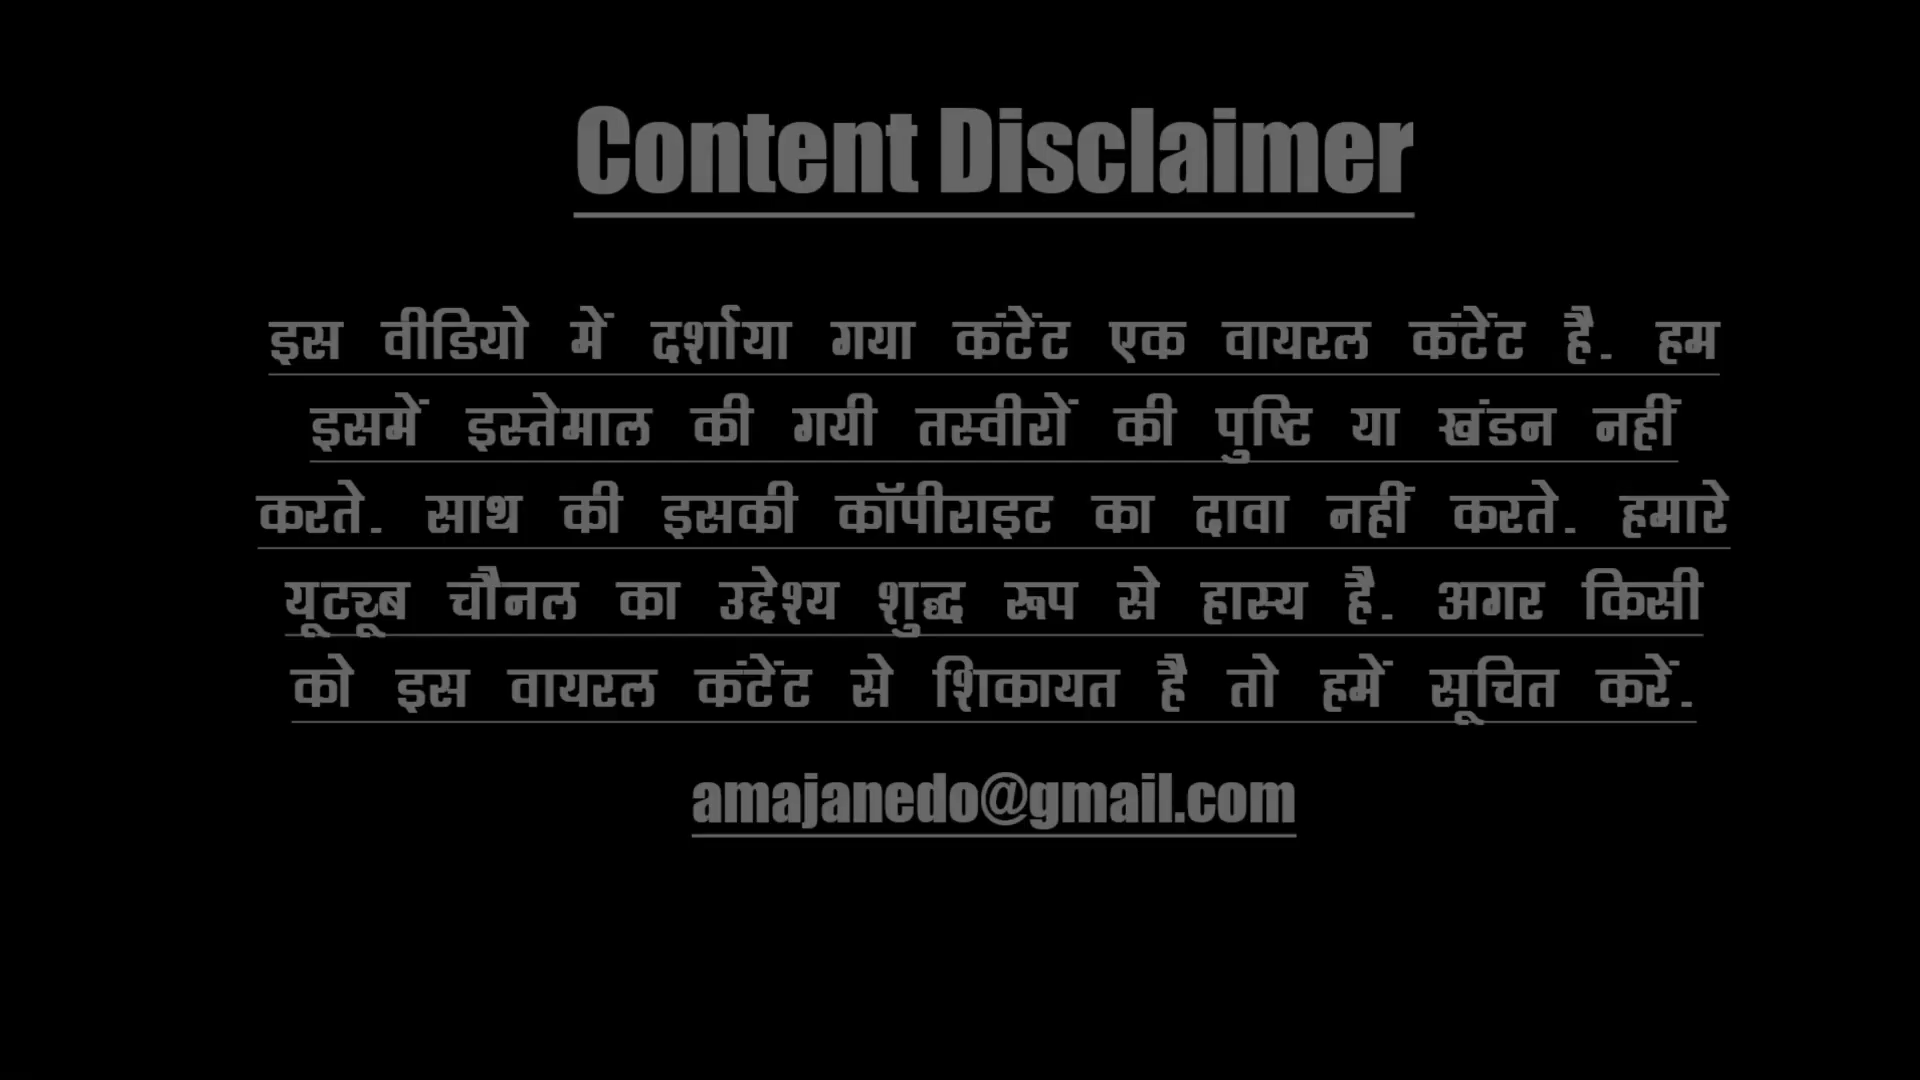 Content Disclaimer
इस वीडियो में दर्शाया गया कंटेंट एक वायरल कंटेंट है. हम
इसमें इस्तेमाल की गयी तस्वीरों की पुष्टि या खंडन नहीं
करते. साथ की इसकी कॉपीराइट का दावा नहीं करते. हमारे
यूटच्यूब चौनल का उद्देश्य शुद्ध रूप से हास्य है. अगर किसी
को इस वायरल कंटेंट से शिकायत है तो हमें सूचित करें.
amajanedo@gmail.com